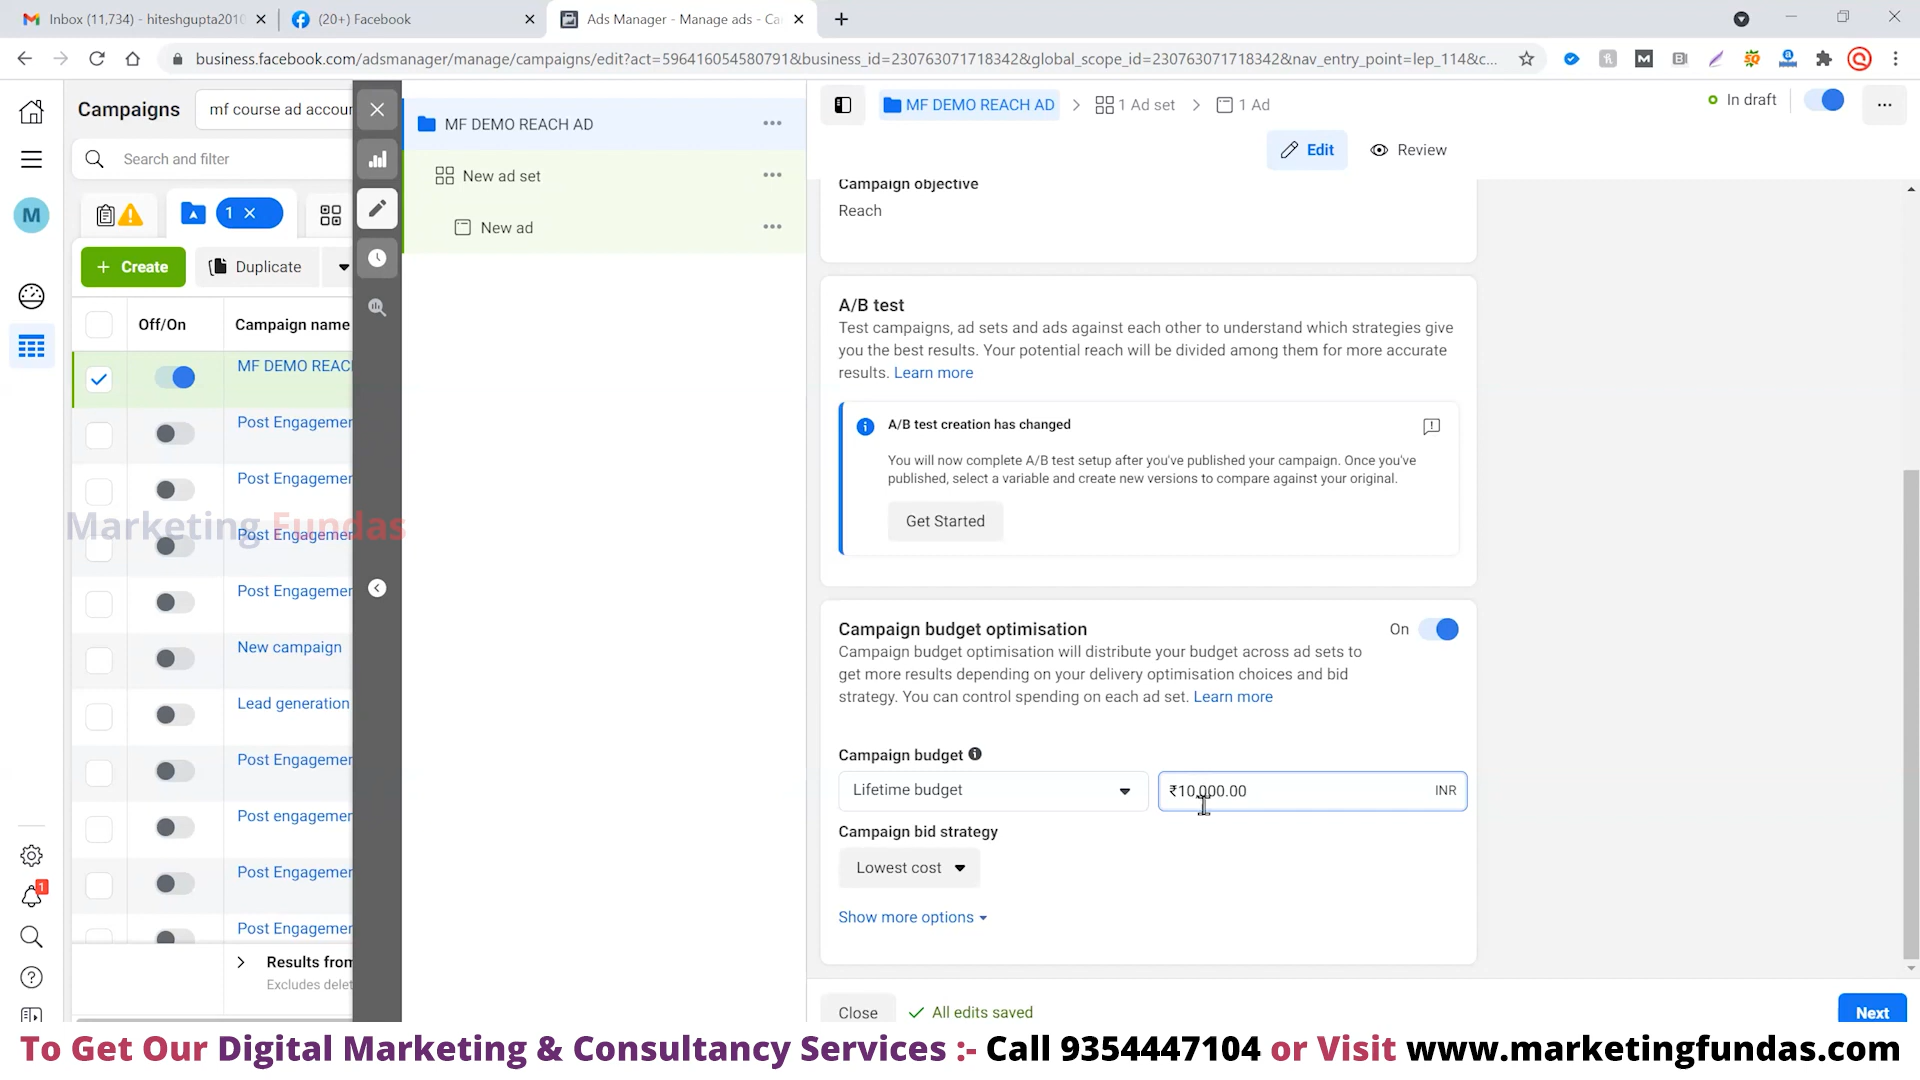 Inbox (11,734) - hiteshgupta2010
(20+) Facebook
Ads Manager - Manage ads - Ca
business.facebook.com/adsmanager/manage/campaigns/edit?act=596416054580791&business_id=230763071718342&global_scope_id=230763071718342&nav_entry_point=lep_114&c...
Campaigns
mf course ad accour
Search and filter
M
1
Create
Duplicate
Off/On
Campaign name
MF DEMO REAC
Post Engagemer
Post Engagemer
Post Engagemer
Post Engagemer
New campaign
Lead generation
Post Engagemer
Post engagemer
Post Engagemer
Post Engagemer
Results from
Excludes delet
1
Marketing Fundas
MF DEMO REACH AD
New ad set
New ad
MF DEMO REACH AD > 1 Ad set > 1 Ad
In draft
Edit
Review
Campaign objective
Reach
A/B test
Test campaigns, ad sets and ads against each other to understand which strategies give
you the best results. Your potential reach will be divided among them for more accurate
results. Learn more
A/B test creation has changed
You will now complete A/B test setup after you've published your campaign. Once you've
published, select a variable and create new versions to compare against your original.
Get Started
Campaign budget optimisation
On
Campaign budget optimisation will distribute your budget across ad sets to
get more results depending on your delivery optimisation choices and bid
strategy. You can control spending on each ad set. Learn more
Campaign budget
Lifetime budget
₹10,000.00
INR
Campaign bid strategy
Lowest cost
Show more options
Close
All edits saved
Next
To Get Our Digital Marketing & Consultancy Services :- Call 9354447104 or Visit www.marketingfundas.com